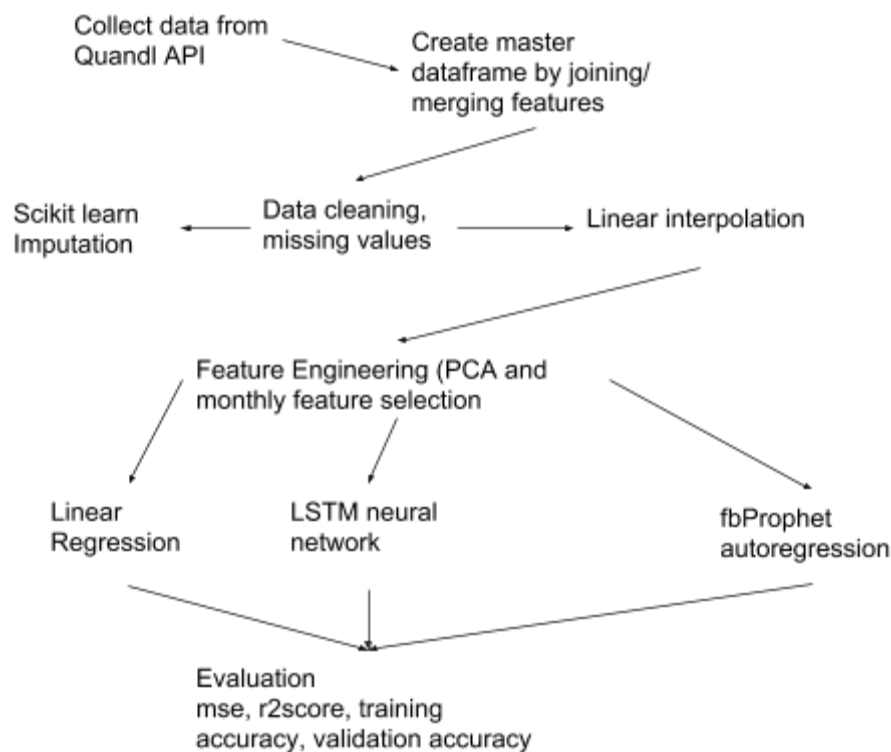 Collect data from
Quandl API
Create master
dataframe by joining/
merging features
Scikit learn
Imputation
Data cleaning,
missing values
Linear interpolation
Feature Engineering (PCA and
monthly feature selection
Linear
Regression
LSTM neural
network
fbProphet
autoregression
Evaluation
mse, r2score, training
accuracy, validation accuracy